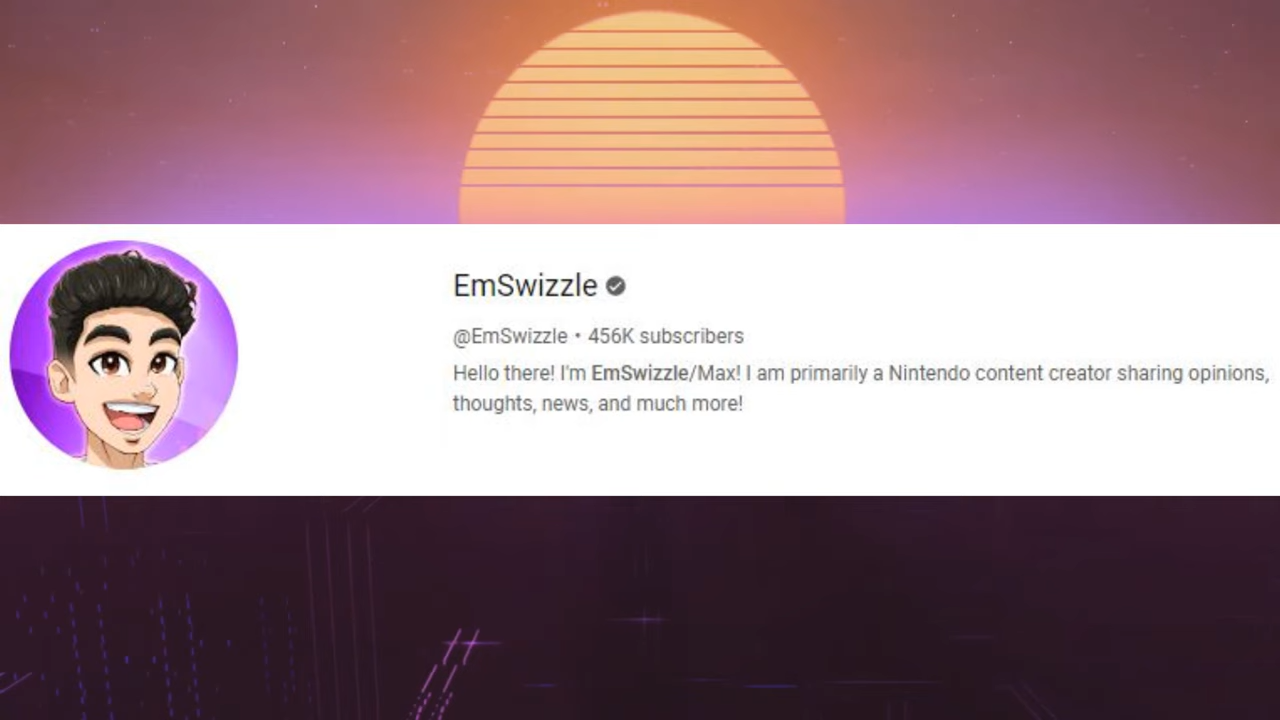 EmSwizzle
@EmSwizzle • 456K subscribers
Hello there! I'm EmSwizzle/Max! I am primarily a Nintendo content creator sharing opinions,
thoughts, news, and much more!